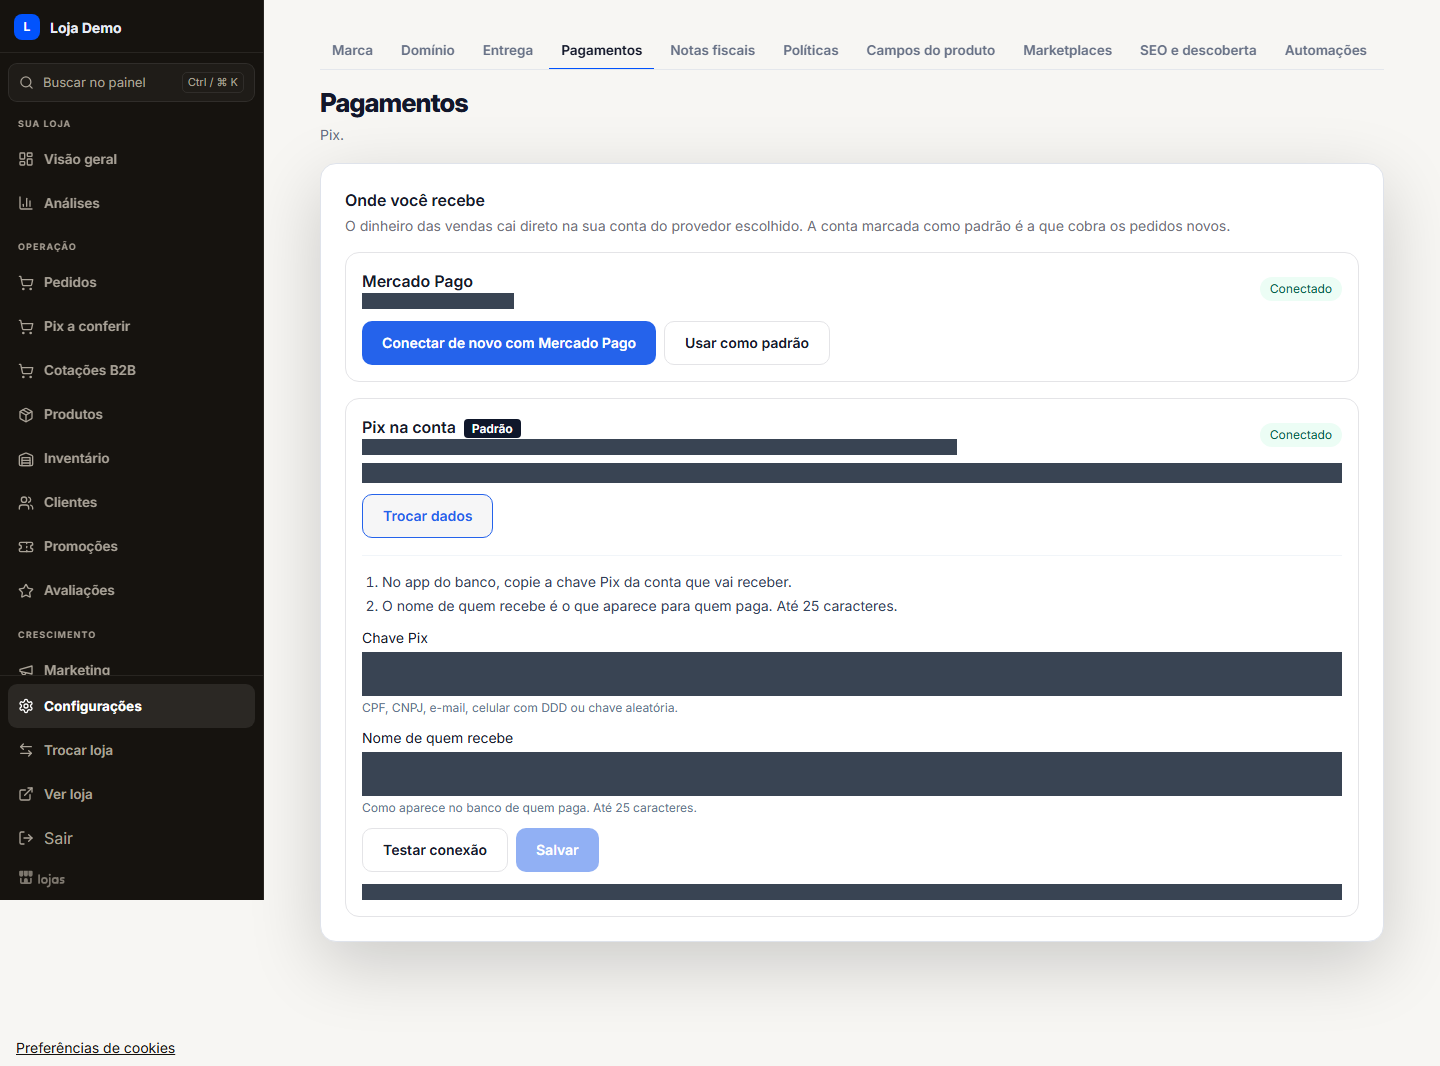 L
Loja Demo
Buscar no painel
Ctrl / ⌘ K
SUA LOJA
Visão geral
Análises
OPERAÇÃO
Pedidos
Pix a conferir
Cotações B2B
Produtos
Inventário
Clientes
Promoções
Avaliações
CRESCIMENTO
Marketing
Configurações
Trocar loja
Ver loja
Sair
lojas
Marca
Domínio
Entrega
Pagamentos
Notas fiscais
Políticas
Campos do produto
Marketplaces
SEO e descoberta
Automações
Pagamentos
Pix.
Onde você recebe
O dinheiro das vendas cai direto na sua conta do provedor escolhido. A conta marcada como padrão é a que cobra os pedidos novos.
Mercado Pago
Conectado
Conectar de novo com Mercado Pago
Usar como padrão
Pix na conta
Padrão
Conectado
Trocar dados
1. No app do banco, copie a chave Pix da conta que vai receber.
2. O nome de quem recebe é o que aparece para quem paga. Até 25 caracteres.
Chave Pix
CPF, CNPJ, e-mail, celular com DDD ou chave aleatória.
Nome de quem recebe
Como aparece no banco de quem paga. Até 25 caracteres.
Testar conexão
Salvar
Preferências de cookies